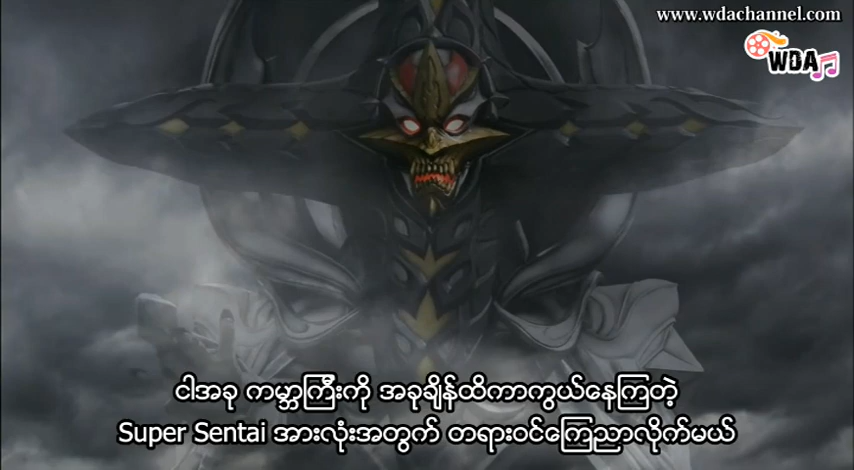 www.wdachannel.com
WDA
ငါအခု ကမ္ဘာကြီးကို အခုချိန်ထိကာကွယ်နေကြတဲ့
Super Sentai အားလုံးအတွက် တရားဝင်ကြေညာလိုက်မယ်